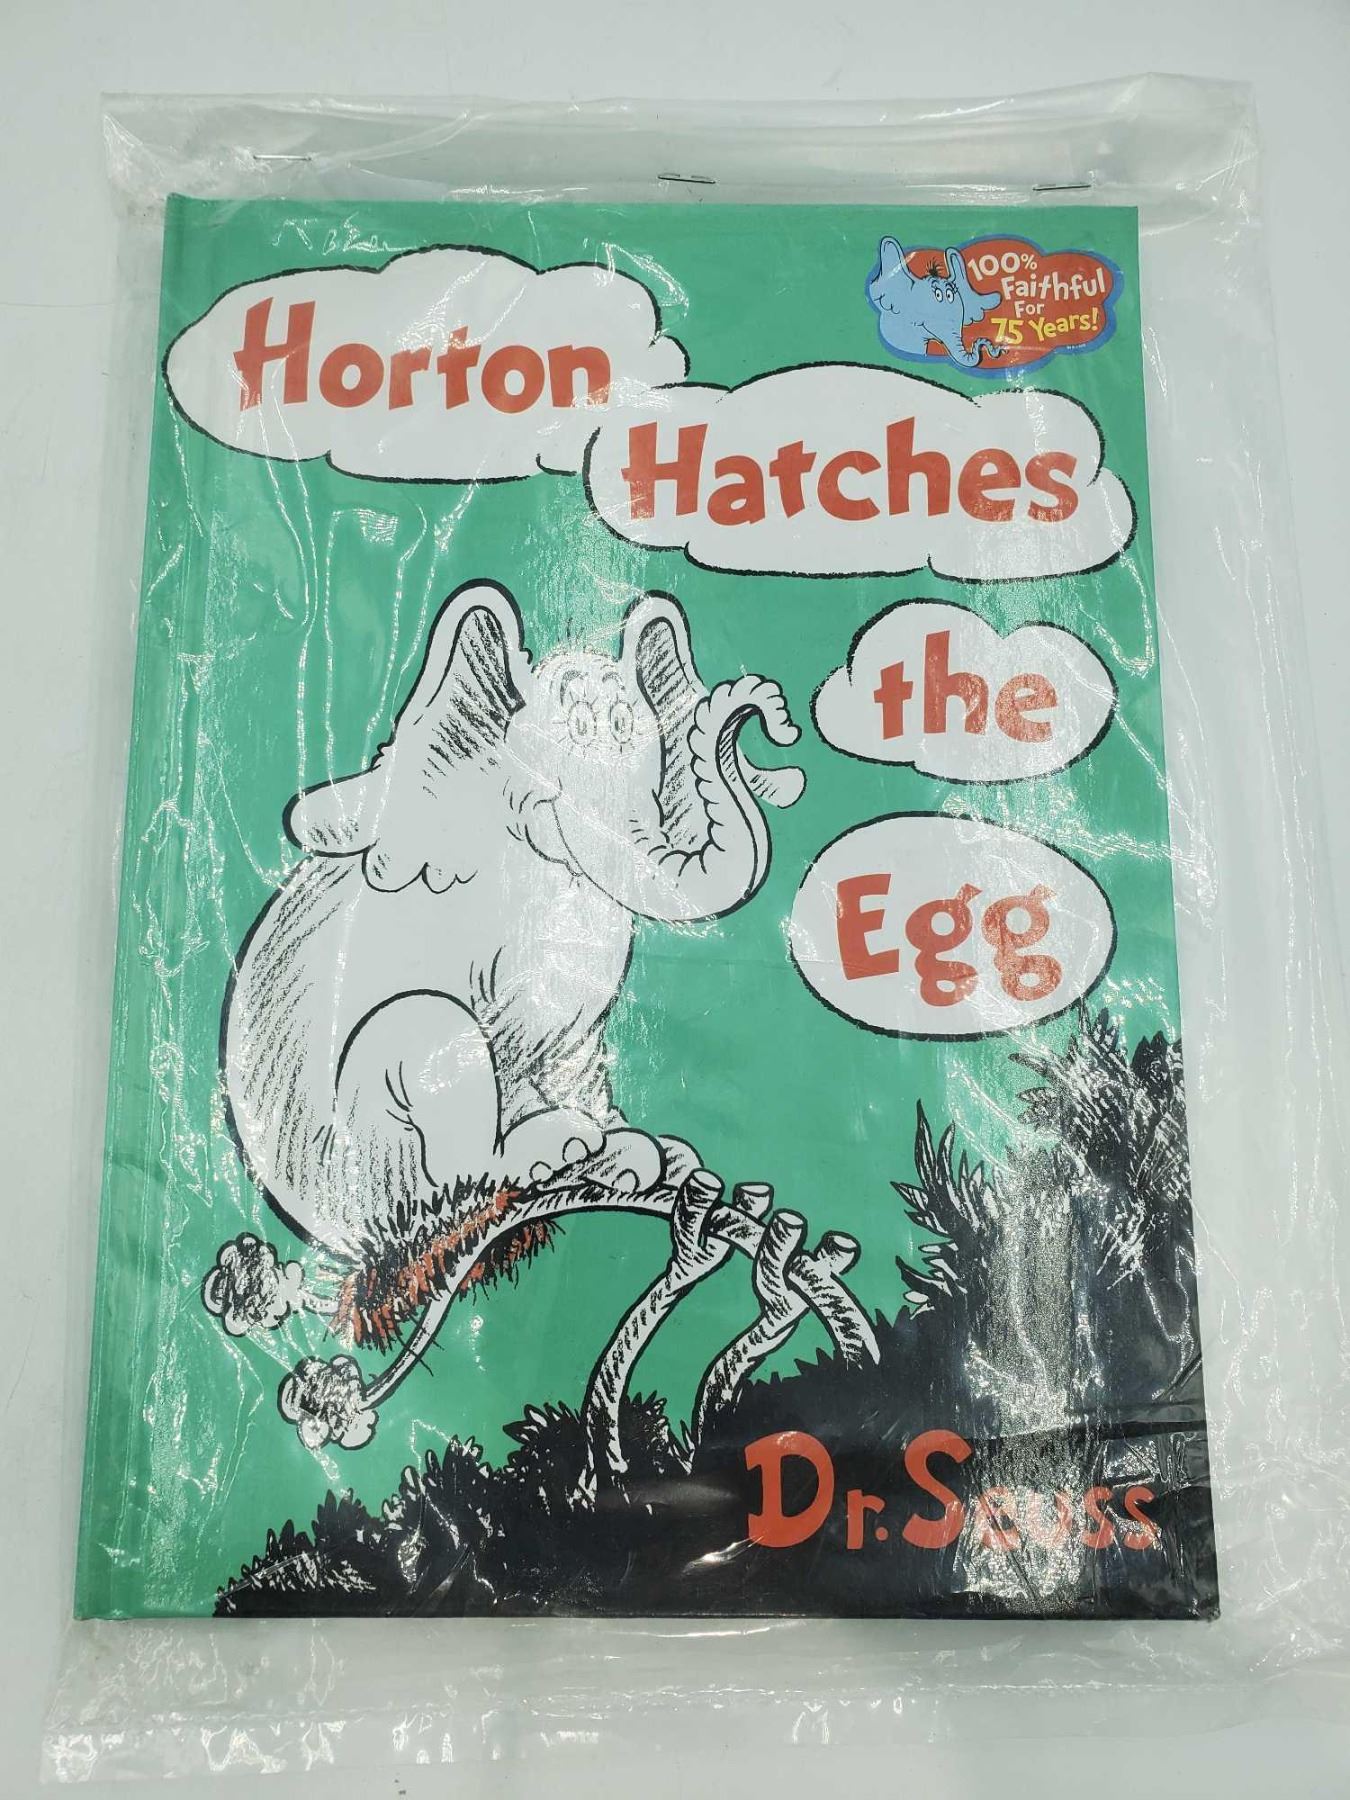 100%
Faithful
For
75 Years!
Horton
Hatches
the
Egg
Dr. Seuss